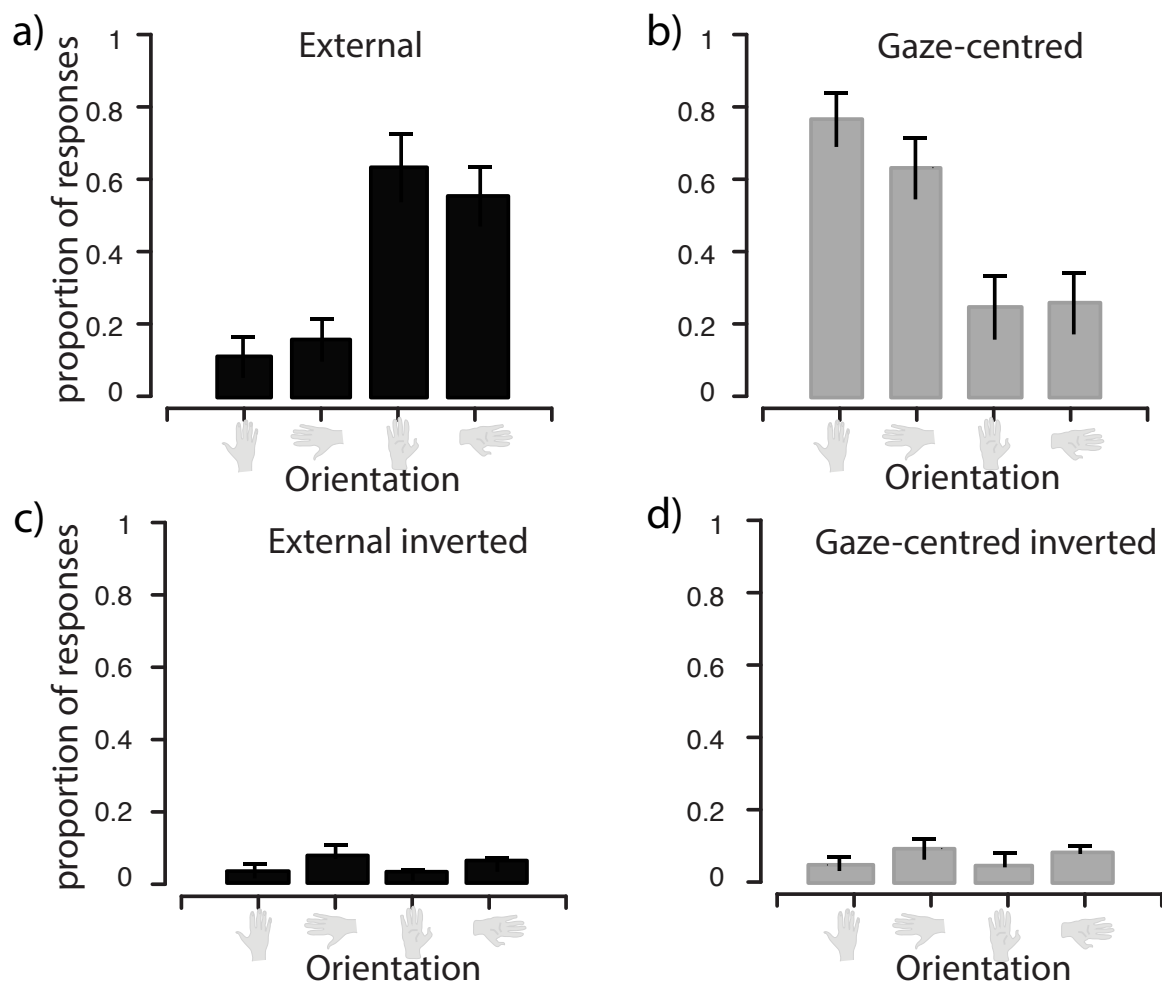 a)
External
proportion of responses
1
0.8
0.6
0.4
0.2
0
Orientation
b)
Gaze-centred
1
0.8
0.6
0.4
0.2
0
Orientation
c)
External inverted
proportion of responses
1
0.8
0.6
0.4
0.2
0
Orientation
d)
Gaze-centred inverted
1
0.8
0.6
0.4
0.2
0
Orientation